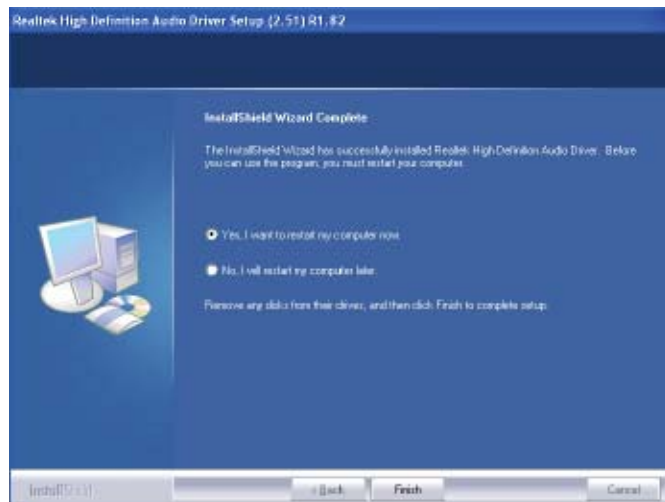 Realtek High Definition Audio Driver Setup (2.51) R1.82
InstallShield Wizard Complete
The InstallShield Wizard has successfully installed Realtek High Definition Audio Driver. Before
you can use the program, you must restart your computer.
Yes, I want to restart my computer now.
No, I will restart my computer later.
Remove any disks from their drives, and then click Finish to complete setup.
InstallShield
< Back
Finish
Cancel